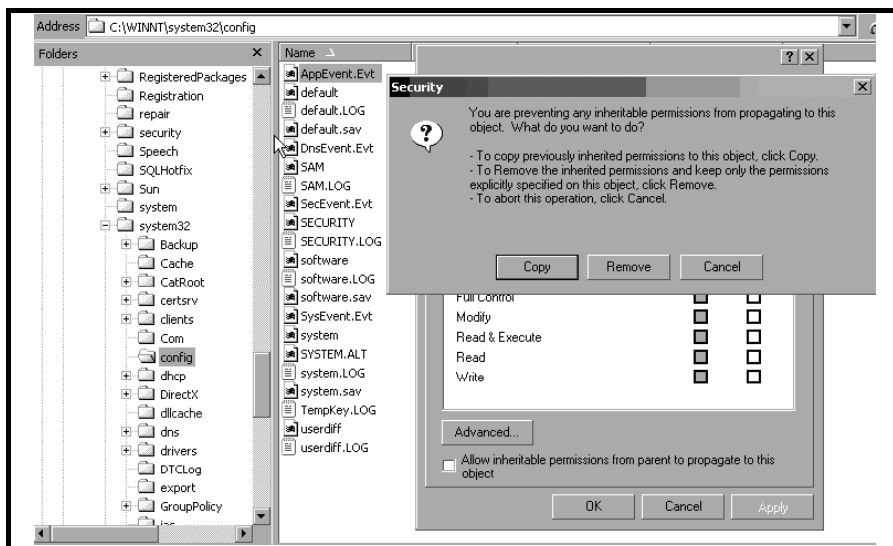 Address C:\WINNT\system32\config
Folders
RegisteredPackages
Registration
repair
security
Speech
SQLHotfix
Sun
system
system32
Backup
Cache
CatRoot
certsrv
clients
Com
config
dhcp
DirectX
dllcache
dns
drivers
DTCLog
export
GroupPolicy
Name
AppEvent.Evt
default
default.LOG
default.sav
DnsEvent.Evt
SAM
SAM.LOG
SecEvent.Evt
SECURITY
SECURITY.LOG
software
software.LOG
software.sav
SysEvent.Evt
system
SYSTEM.ALT
system.LOG
system.sav
TempKey.LOG
userdiff
userdiff.LOG
Security
You are preventing any inheritable permissions from propagating to this
object. What do you want to do?
- To copy previously inherited permissions to this object, click Copy.
- To Remove the inherited permissions and keep only the permissions
explicitly specified on this object, click Remove.
- To abort this operation, click Cancel.
Copy Remove Cancel
Full Control
Modify
Read & Execute
Read
Write
Advanced...
Allow inheritable permissions from parent to propagate to this
object
OK Cancel Apply